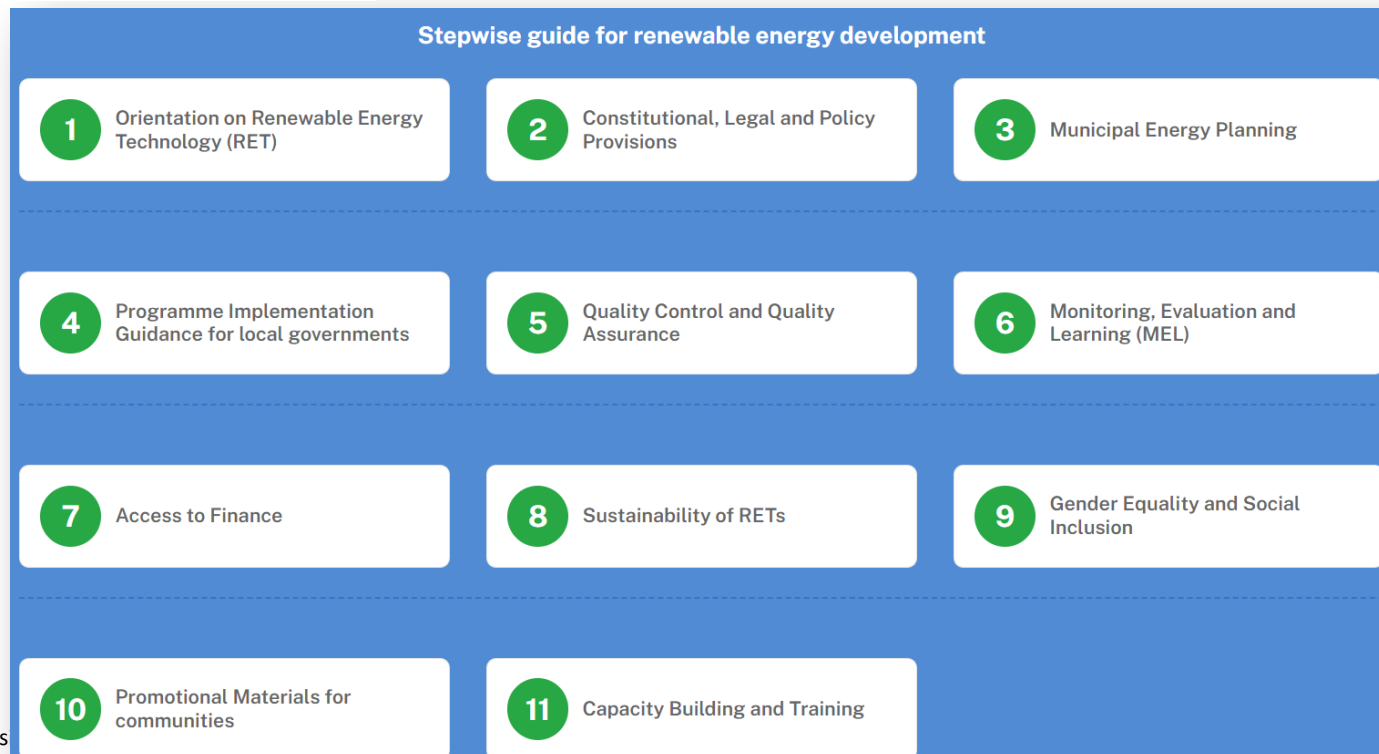 Stepwise guide for renewable energy development
1
Orientation on Renewable Energy
Technology (RET)
2
Constitutional, Legal and Policy
Provisions
3
Municipal Energy Planning
4
Programme Implementation
Guidance for local governments
5
Quality Control and Quality
Assurance
6
Monitoring, Evaluation and
Learning (MEL)
7
Access to Finance
8
Sustainability of RETs
9
Gender Equality and Social
Inclusion
10
Promotional Materials for
communities
11
Capacity Building and Training
s